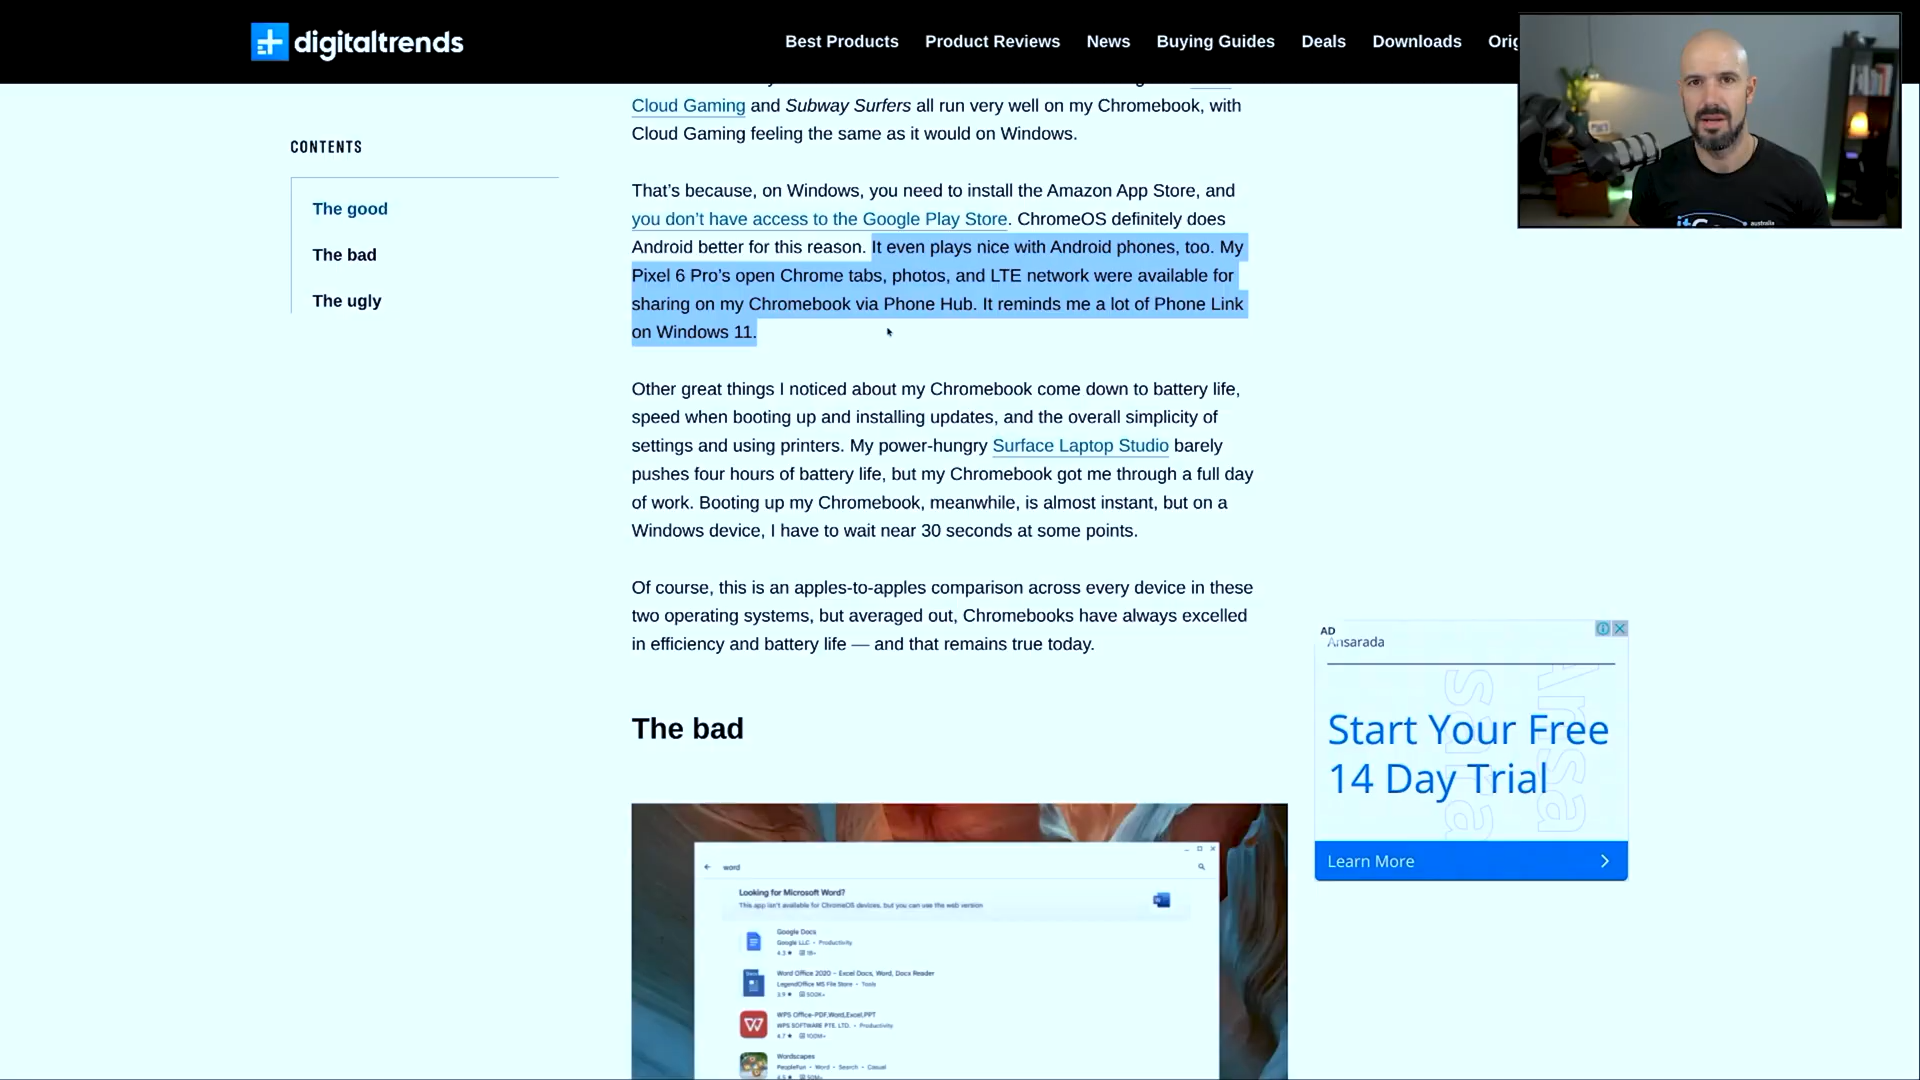 digitaltrends
Best Products
Product Reviews
News
Buying Guides
Deals
Downloads
CONTENTS
The good
The bad
The ugly
Cloud Gaming and Subway Surfers all run very well on my Chromebook, with
Cloud Gaming feeling the same as it would on Windows.
That’s because, on Windows, you need to install the Amazon App Store, and
you don’t have access to the Google Play Store. ChromeOS definitely does
Android better for this reason. It even plays nice with Android phones, too. My
Pixel 6 Pro’s open Chrome tabs, photos, and LTE network were available for
sharing on my Chromebook via Phone Hub. It reminds me a lot of Phone Link
on Windows 11.
Other great things I noticed about my Chromebook come down to battery life,
speed when booting up and installing updates, and the overall simplicity of
settings and using printers. My power-hungry Surface Laptop Studio barely
pushes four hours of battery life, but my Chromebook got me through a full day
of work. Booting up my Chromebook, meanwhile, is almost instant, but on a
Windows device, I have to wait near 30 seconds at some points.
Of course, this is an apples-to-apples comparison across every device in these
two operating systems, but averaged out, Chromebooks have always excelled
in efficiency and battery life — and that remains true today.
The bad
word
Looking for Microsoft Word?
This app isn't available for ChromeOS devices, but you can use the web version
Google Docs
Google LLC • Productivity
4.3 ★
1B+
Word Office 2020 – Excel Docs, Word, Docs Reader
LegendOffice MS File Store • Tools
3.9 ★
500K+
WPS Office-PDF,Word,Excel,PPT
WPS SOFTWARE PTE. LTD. • Productivity
4.7 ★
100M+
Wordscapes
PeopleFun • Word • Search • Casual
AD
Ansarada
Start Your Free
14 Day Trial
Learn More
australia